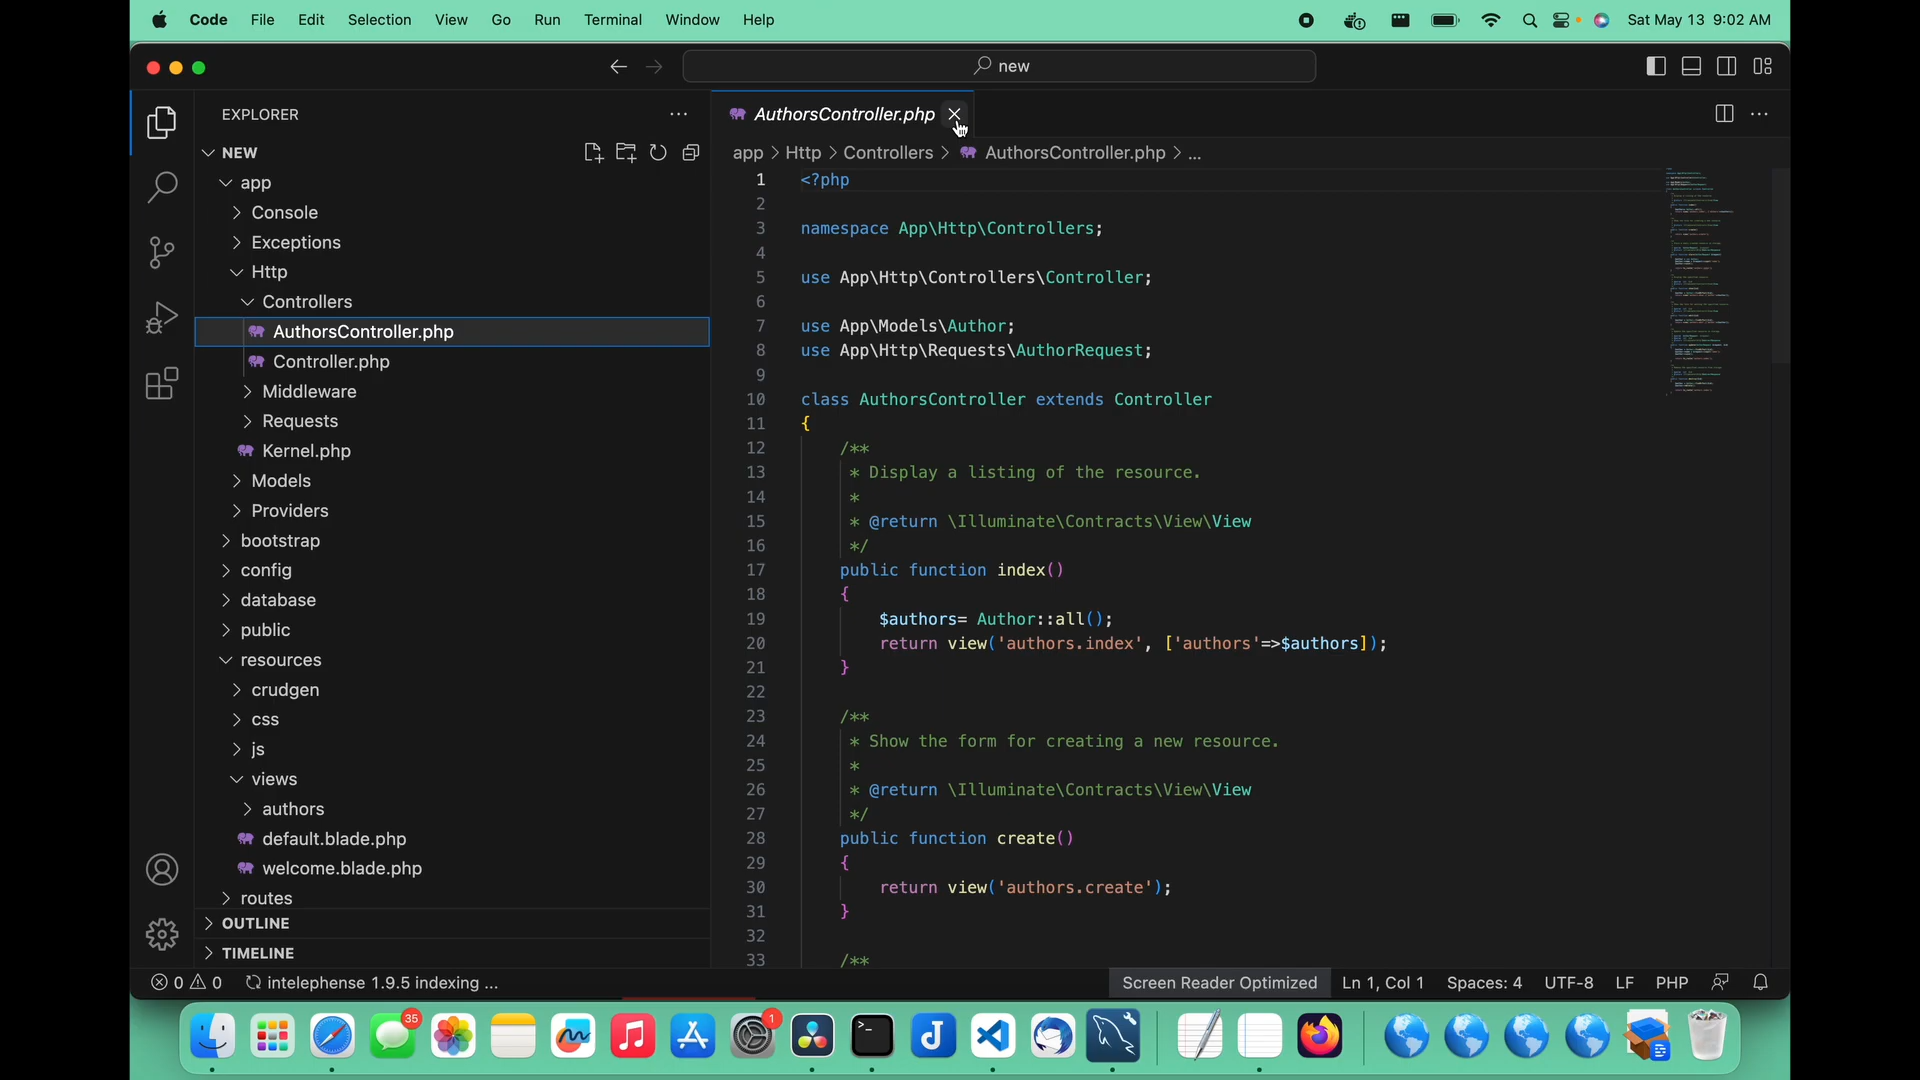 Code File Edit Selection View Go Run Terminal Window Help Sat May 13 9:02 AM
new
EXPLORER
NEW
app
Console
Exceptions
Http
Controllers
AuthorsController.php
Controller.php
Middleware
Requests
Kernel.php
Models
Providers
bootstrap
config
database
public
resources
crudgen
css
js
views
authors
default.blade.php
welcome.blade.php
routes
OUTLINE
TIMELINE
AuthorsController.php
app > Http > Controllers > AuthorsController.php > ...
1 <?php
2
3 namespace App\Http\Controllers;
4
5 use App\Http\Controllers\Controller;
6
7 use App\Models\Author;
8 use App\Http\Requests\AuthorRequest;
9
10 class AuthorsController extends Controller
11 {
12 /**
13 * Display a listing of the resource.
14 *
15 * @return \Illuminate\Contracts\View\View
16 */
17 public function index()
18 {
19 $authors= Author::all();
20 return view('authors.index', ['authors'=>$authors]);
21 }
22
23 /**
24 * Show the form for creating a new resource.
25 *
26 * @return \Illuminate\Contracts\View\View
27 */
28 public function create()
29 {
30 return view('authors.create');
31 }
32
33 /**
0 0 intelephense 1.9.5 indexing ... Screen Reader Optimized Ln 1, Col 1 Spaces: 4 UTF-8 LF PHP
35
1